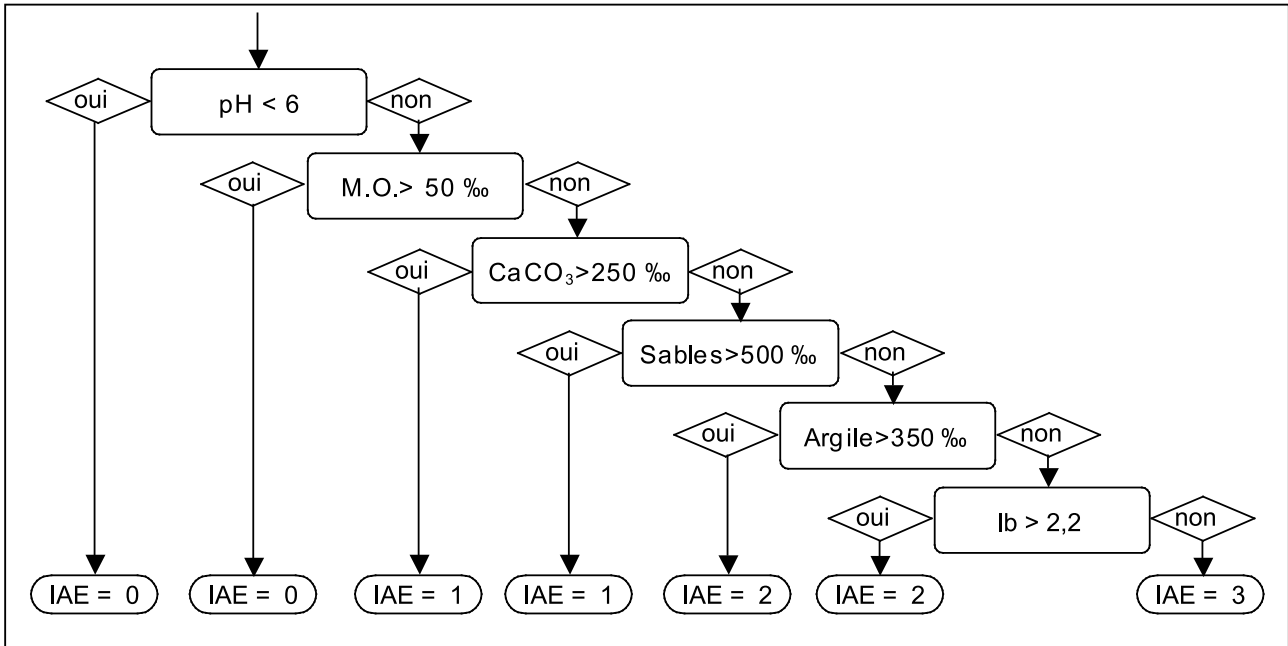 oui
pH < 6
non
oui
M.O.> 50 ‰
non
oui
CaCO₃>250 ‰
non
oui
Sables>500 ‰
non
oui
Argile>350 ‰
non
oui
Ib > 2,2
non
IAE = 0
IAE = 0
IAE = 1
IAE = 1
IAE = 2
IAE = 2
IAE = 3